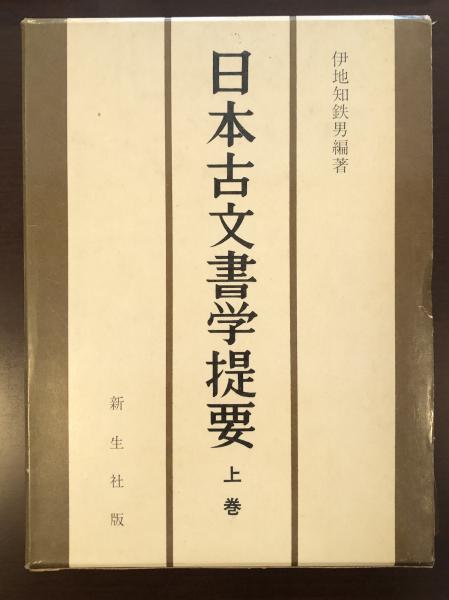 伊地知鉄男編著
日本古文書学提要 上巻
新生社版